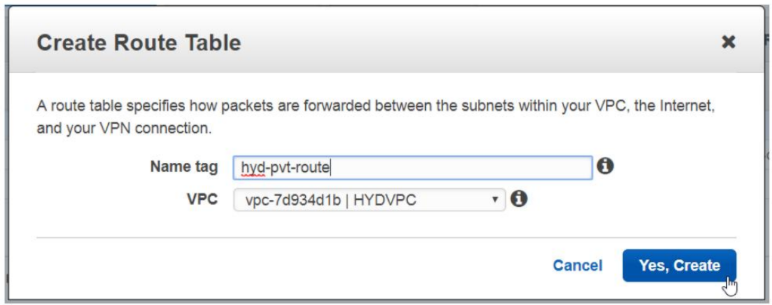 Create Route Table
A route table specifies how packets are forwarded between the subnets within your VPC, the Internet,
and your VPN connection.
Name tag hyd-pvt-route
VPC vpc-7d934d1b | HYDVPC
Cancel Yes, Create